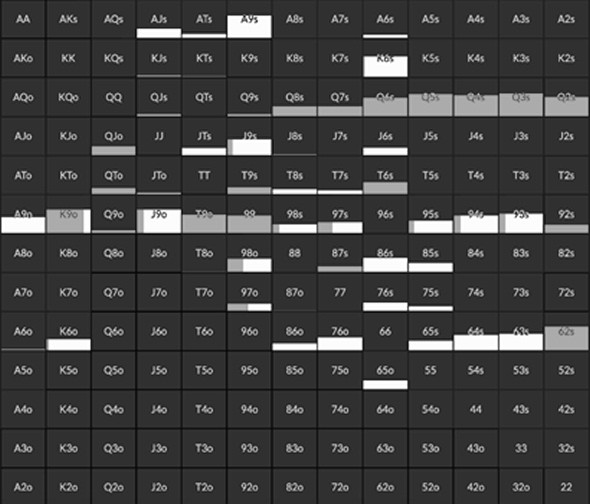 AA AKs AQs AJs ATs A9s A8s A7s A6s A5s A4s A3s A2s
AKo KK KQs KJs KTs K9s K8s K7s K6s K5s K4s K3s K2s
AQo KQo QQ QJs QTs Q9s Q8s Q7s Q6s Q5s Q4s Q3s Q2s
AJo KJo QJo JJ JTs J9s J8s J7s J6s J5s J4s J3s J2s
ATo KTo QTo JTo TT T9s T8s T7s T6s T5s T4s T3s T2s
A9o K9o Q9o J9o T9o 99 98s 97s 96s 95s 94s 93s 92s
A8o K8o Q8o J8o T8o 98o 88 87s 86s 85s 84s 83s 82s
A7o K7o Q7o J7o T7o 97o 87o 77 76s 75s 74s 73s 72s
A6o K6o Q6o J6o T6o 96o 86o 76o 66 65s 64s 63s 62s
A5o K5o Q5o J5o T5o 95o 85o 75o 65o 55 54s 53s 52s
A4o K4o Q4o J4o T4o 94o 84o 74o 64o 54o 44 43s 42s
A3o K3o Q3o J3o T3o 93o 83o 73o 63o 53o 43o 33 32s
A2o K2o Q2o J2o T2o 92o 82o 72o 62o 52o 42o 32o 22